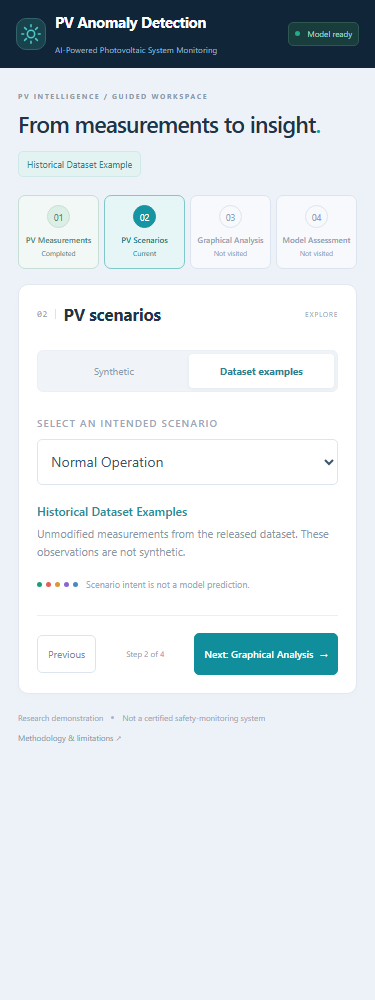 PV Anomaly Detection
AI-Powered Photovoltaic System Monitoring
Model ready
PV INTELLIGENCE / GUIDED WORKSPACE
From measurements to insight.
Historical Dataset Example
01
PV Measurements
Completed
02
PV Scenarios
Current
03
Graphical Analysis
Not visited
04
Model Assessment
Not visited
02 | PV scenarios
EXPLORE
Synthetic
Dataset examples
SELECT AN INTENDED SCENARIO
Normal Operation
Historical Dataset Examples
Unmodified measurements from the released dataset. These
observations are not synthetic.
Scenario intent is not a model prediction.
Previous
Step 2 of 4
Next: Graphical Analysis →
Research demonstration • Not a certified safety-monitoring system
Methodology & limitations ↗